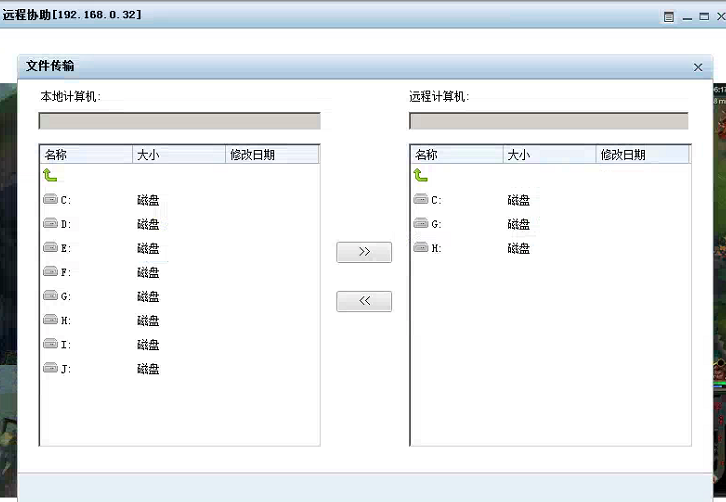 远程协助[192.168.0.32]
文件传输
本地计算机:
名称 大小 修改日期
C: 磁盘
D: 磁盘
E: 磁盘
F: 磁盘
G: 磁盘
H: 磁盘
I: 磁盘
J: 磁盘
>>
<<
远程计算机:
名称 大小 修改日期
C: 磁盘
G: 磁盘
H: 磁盘